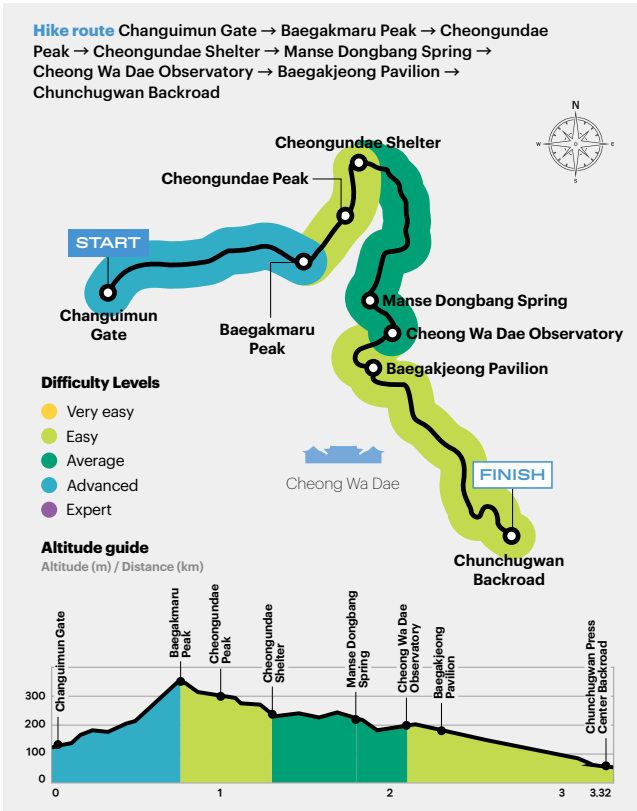 Hike route Changuimun Gate → Baegakmaru Peak → Cheongundae
Peak → Cheongundae Shelter → Manse Dongbang Spring →
Cheong Wa Dae Observatory → Baegakjeong Pavilion →
Chunchugwan Backroad
N
W
E
S
Cheongundae Shelter
Cheongundae Peak
START
Changuimun
Gate
Baegakmaru
Peak
Manse Dongbang Spring
Cheong Wa Dae Observatory
Baegakjeong Pavilion
Difficulty Levels
Very easy
Easy
Average
Advanced
Expert
Cheong Wa Dae
FINISH
Chunchugwan
Backroad
Altitude guide
Altitude (m) / Distance (km)
Changuimun Gate
Baegakmaru
Peak
Cheongundae
Peak
Cheongundae
Shelter
Manse Dongbang
Spring
Cheong Wa Dae
Observatory
Baegakjeong
Pavilion
Chunchugwan Press
Center Backroad
300
200
100
0
0
1
2
3
3.32